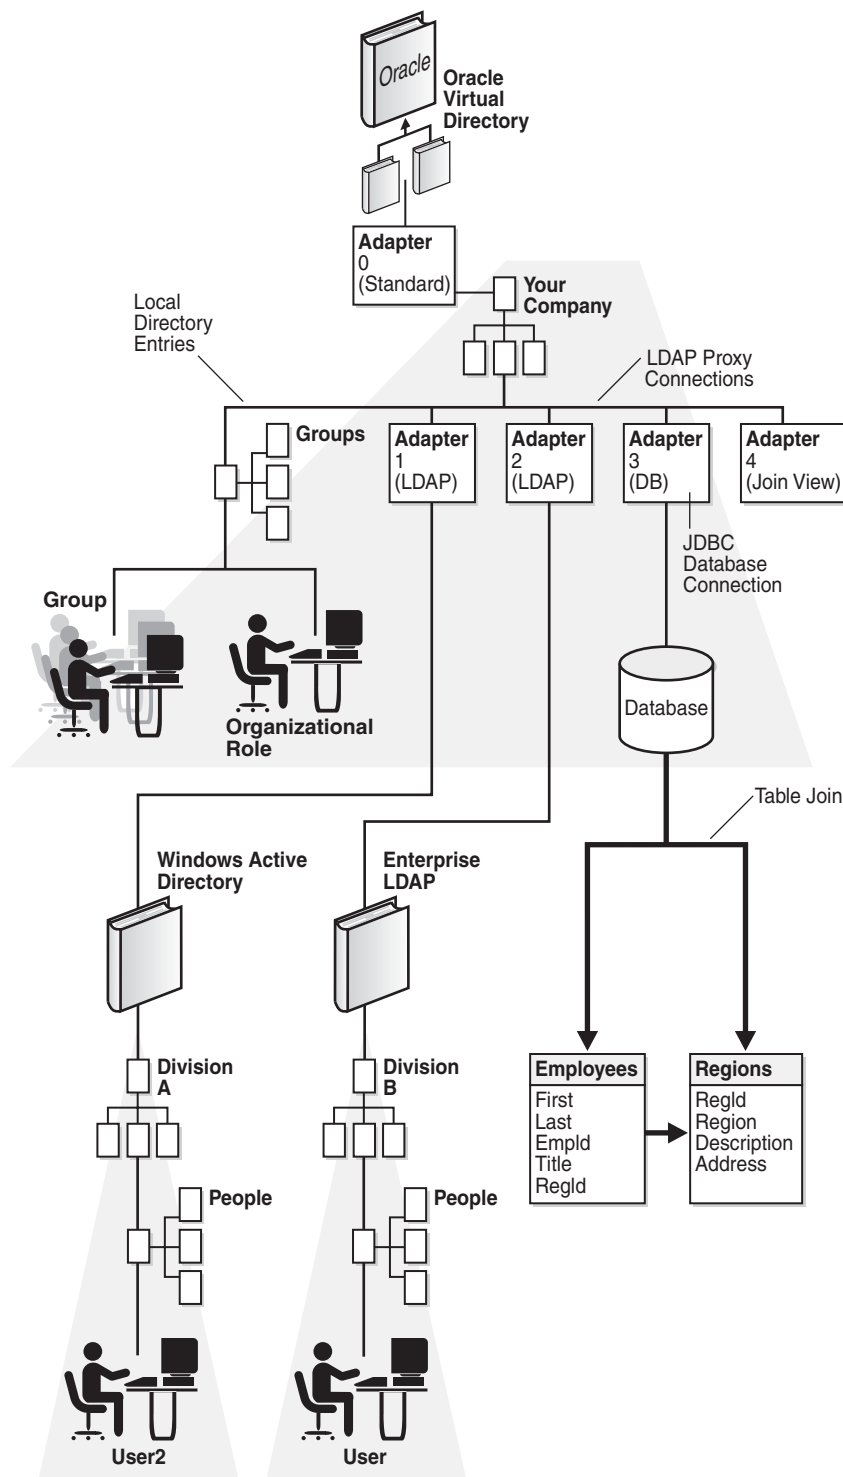 Oracle
Oracle
Virtual
Directory
Adapter
0
(Standard)
Your
Company
Local
Directory
Entries
LDAP Proxy
Connections
Groups
Adapter
1
(LDAP)
Adapter
2
(LDAP)
Adapter
3
(DB)
Adapter
4
(Join View)
JDBC
Database
Connection
Group
Organizational
Role
Database
Table Join
Windows Active
Directory
Enterprise
LDAP
Division
A
Division
B
Employees
First
Last
EmpId
Title
RegId
Regions
RegId
Region
Description
Address
People
People
User2
User